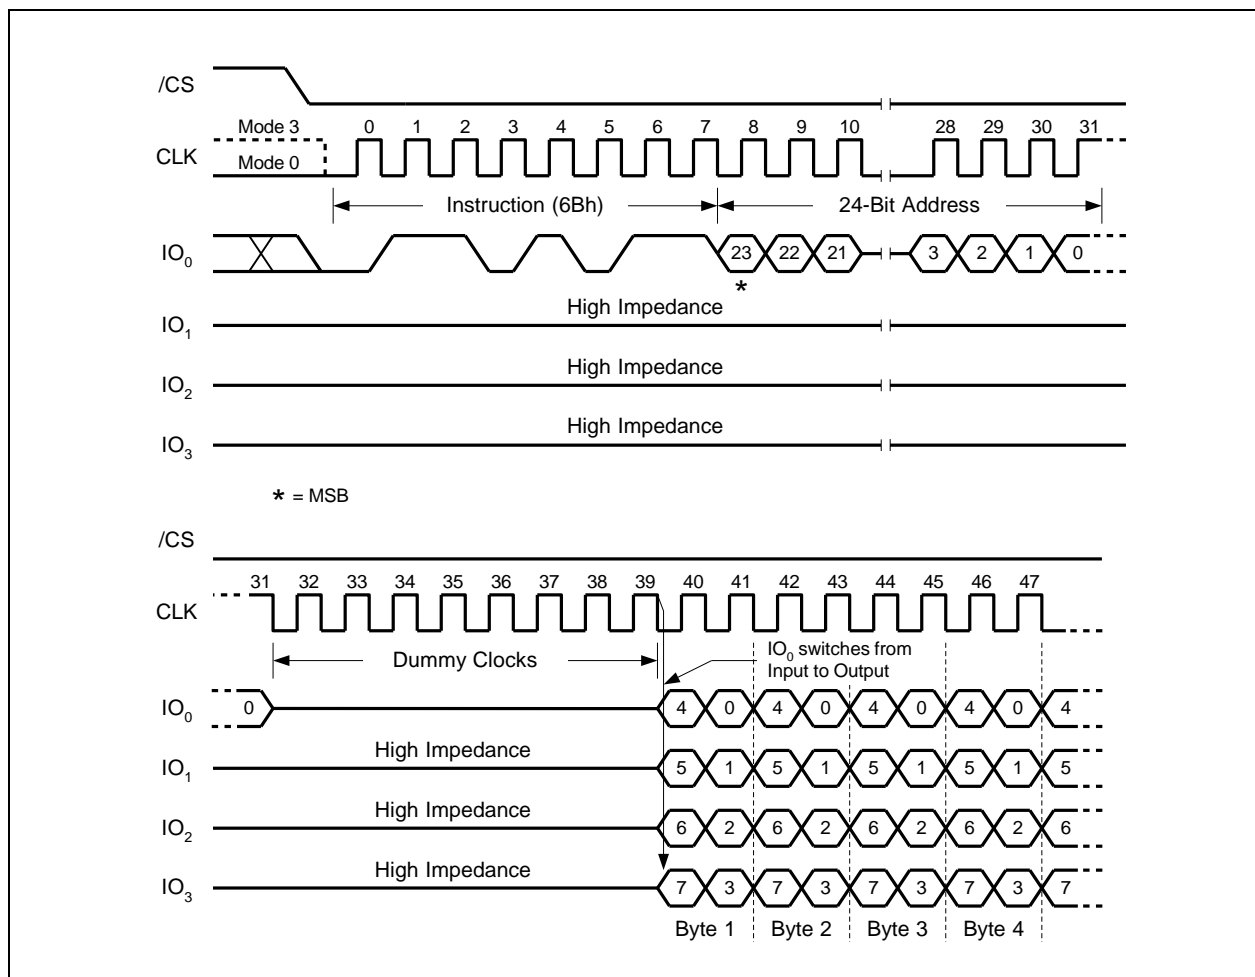 /CS
Mode 3 0 1 2 3 4 5 6 7 8 9 10 28 29 30 31
CLK Mode 0
Instruction (6Bh) 24-Bit Address
IO0 23 22 21 3 2 1 0
*
High Impedance
IO1
High Impedance
IO2
High Impedance
IO3
* = MSB
/CS
31 32 33 34 35 36 37 38 39 40 41 42 43 44 45 46 47
CLK
Dummy Clocks
IO0 switches from
Input to Output
IO0 0 4 0 4 0 4 0 4 0 4
High Impedance
IO1 5 1 5 1 5 1 5 1 5
High Impedance
IO2 6 2 6 2 6 2 6 2 6
High Impedance
IO3 7 3 7 3 7 3 7 3 7
Byte 1 Byte 2 Byte 3 Byte 4